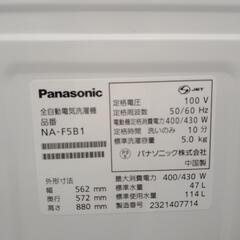 Panasonic
全自動電気洗濯機
品番
NA-F5B1
外形寸法
幅 562 mm
奥行 572 mm
高さ 880 mm
JET
定格電圧 100 V
定格周波数 50/60 Hz
電動機定格消費電力 400/430 W
定格時間 洗いのみ 10 分
標準洗濯容量 5.0 kg
パナソニック株式会社
中国製
最大消費電力 400/430 W
標準水量 47 L
標準使用水量 114 L
製造番号 2321407714